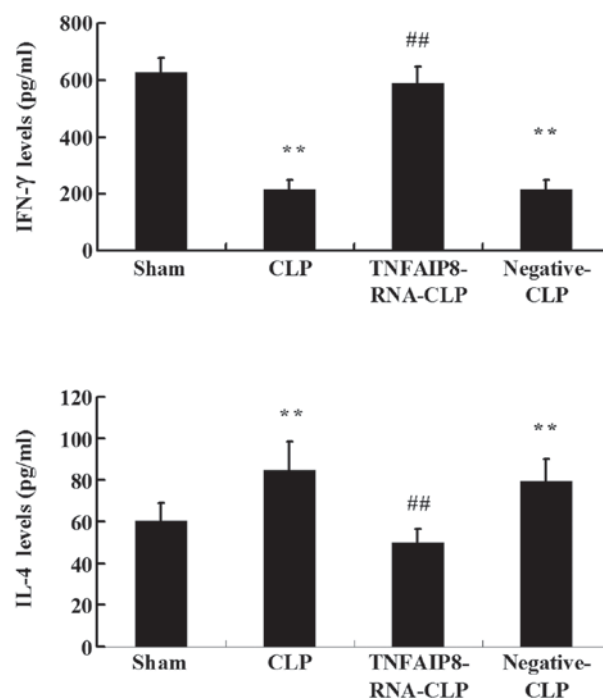 800
##
600
**
**
400
200
0
IFN-γ levels (pg/ml)
Sham
CLP
TNFAIP8-
RNA-CLP
Negative-
CLP
120
**
**
100
80
##
60
40
20
0
IL-4 levels (pg/ml)
Sham
CLP
TNFAIP8-
RNA-CLP
Negative-
CLP